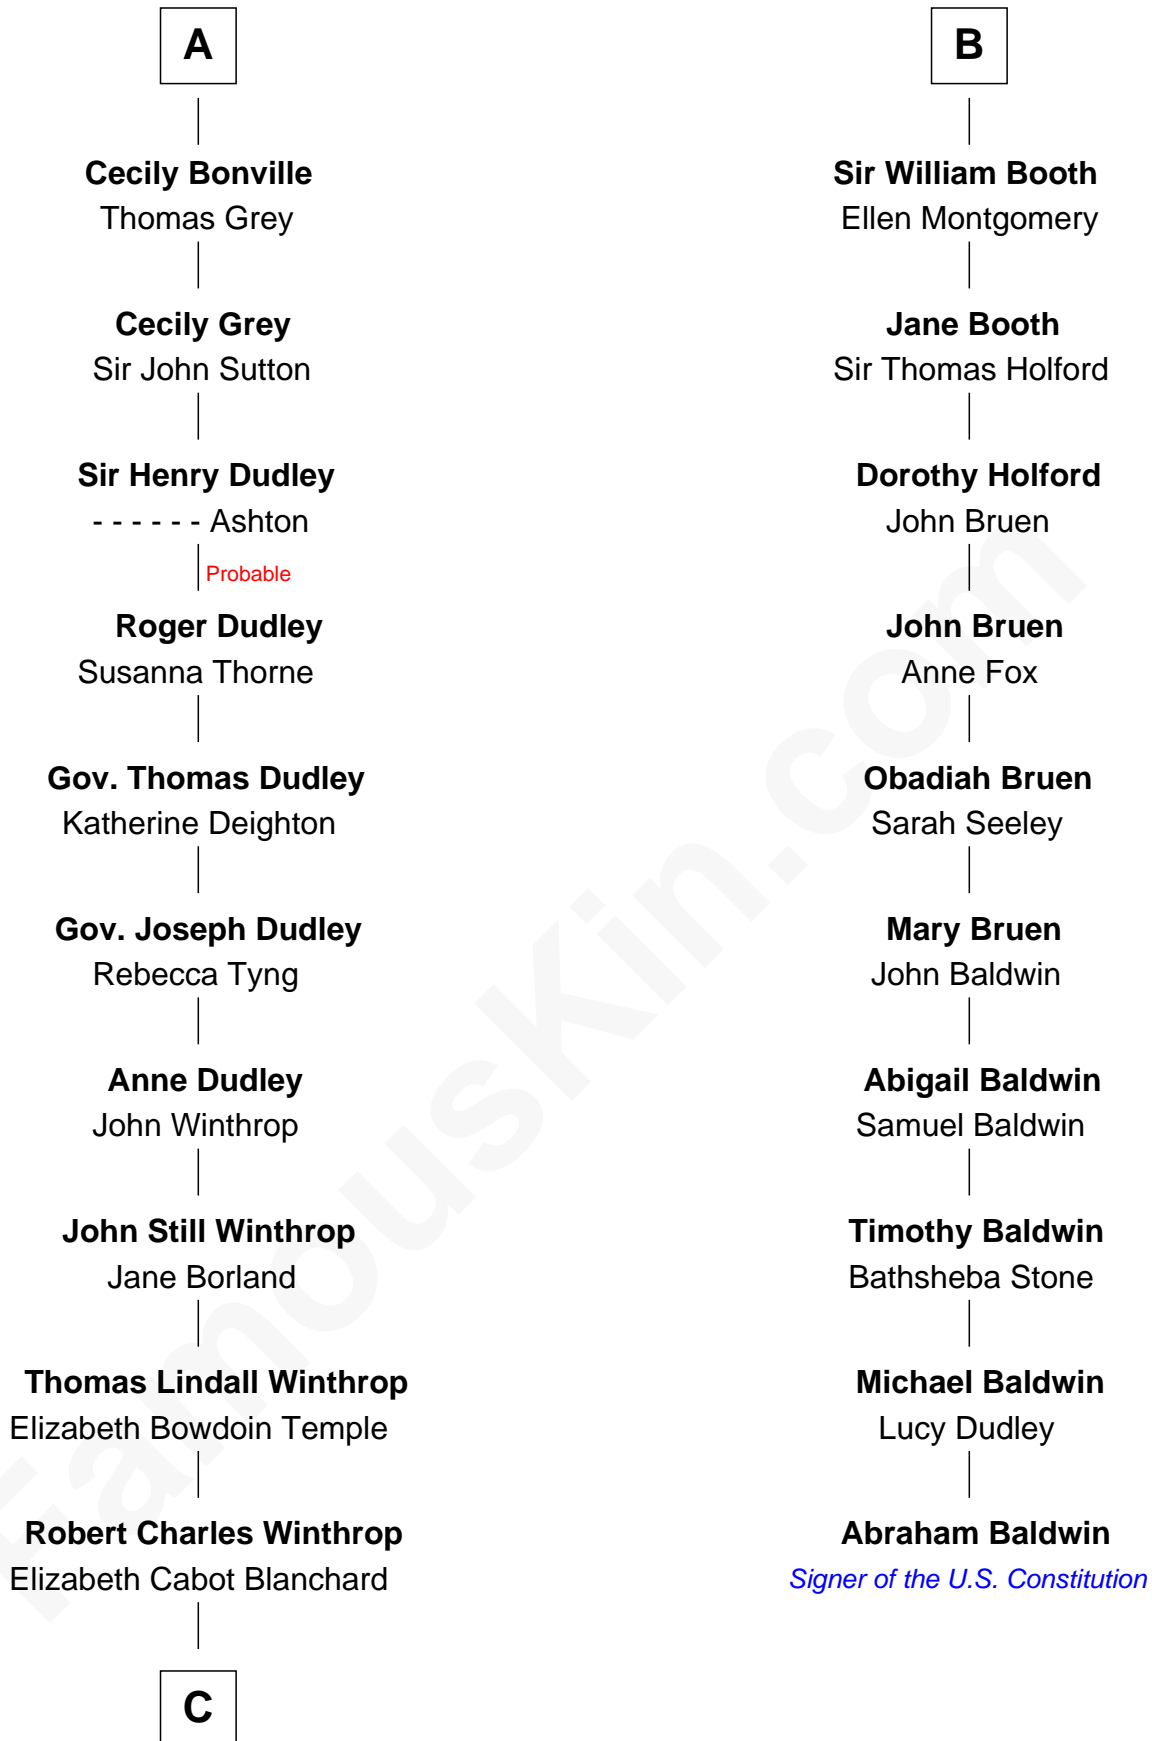 A
Cecily Bonville
Thomas Grey
Cecily Grey
Sir John Sutton
Sir Henry Dudley
- - - - - - Ashton
Probable
Roger Dudley
Susanna Thorne
Gov. Thomas Dudley
Katherine Deighton
Gov. Joseph Dudley
Rebecca Tyng
Anne Dudley
John Winthrop
John Still Winthrop
Jane Borland
Thomas Lindall Winthrop
Elizabeth Bowdoin Temple
Robert Charles Winthrop
Elizabeth Cabot Blanchard
C
B
Sir William Booth
Ellen Montgomery
Jane Booth
Sir Thomas Holford
Dorothy Holford
John Bruen
John Bruen
Anne Fox
Obadiah Bruen
Sarah Seeley
Mary Bruen
John Baldwin
Abigail Baldwin
Samuel Baldwin
Timothy Baldwin
Bathsheba Stone
Michael Baldwin
Lucy Dudley
Abraham Baldwin
Signer of the U.S. Constitution
FamousKin.com